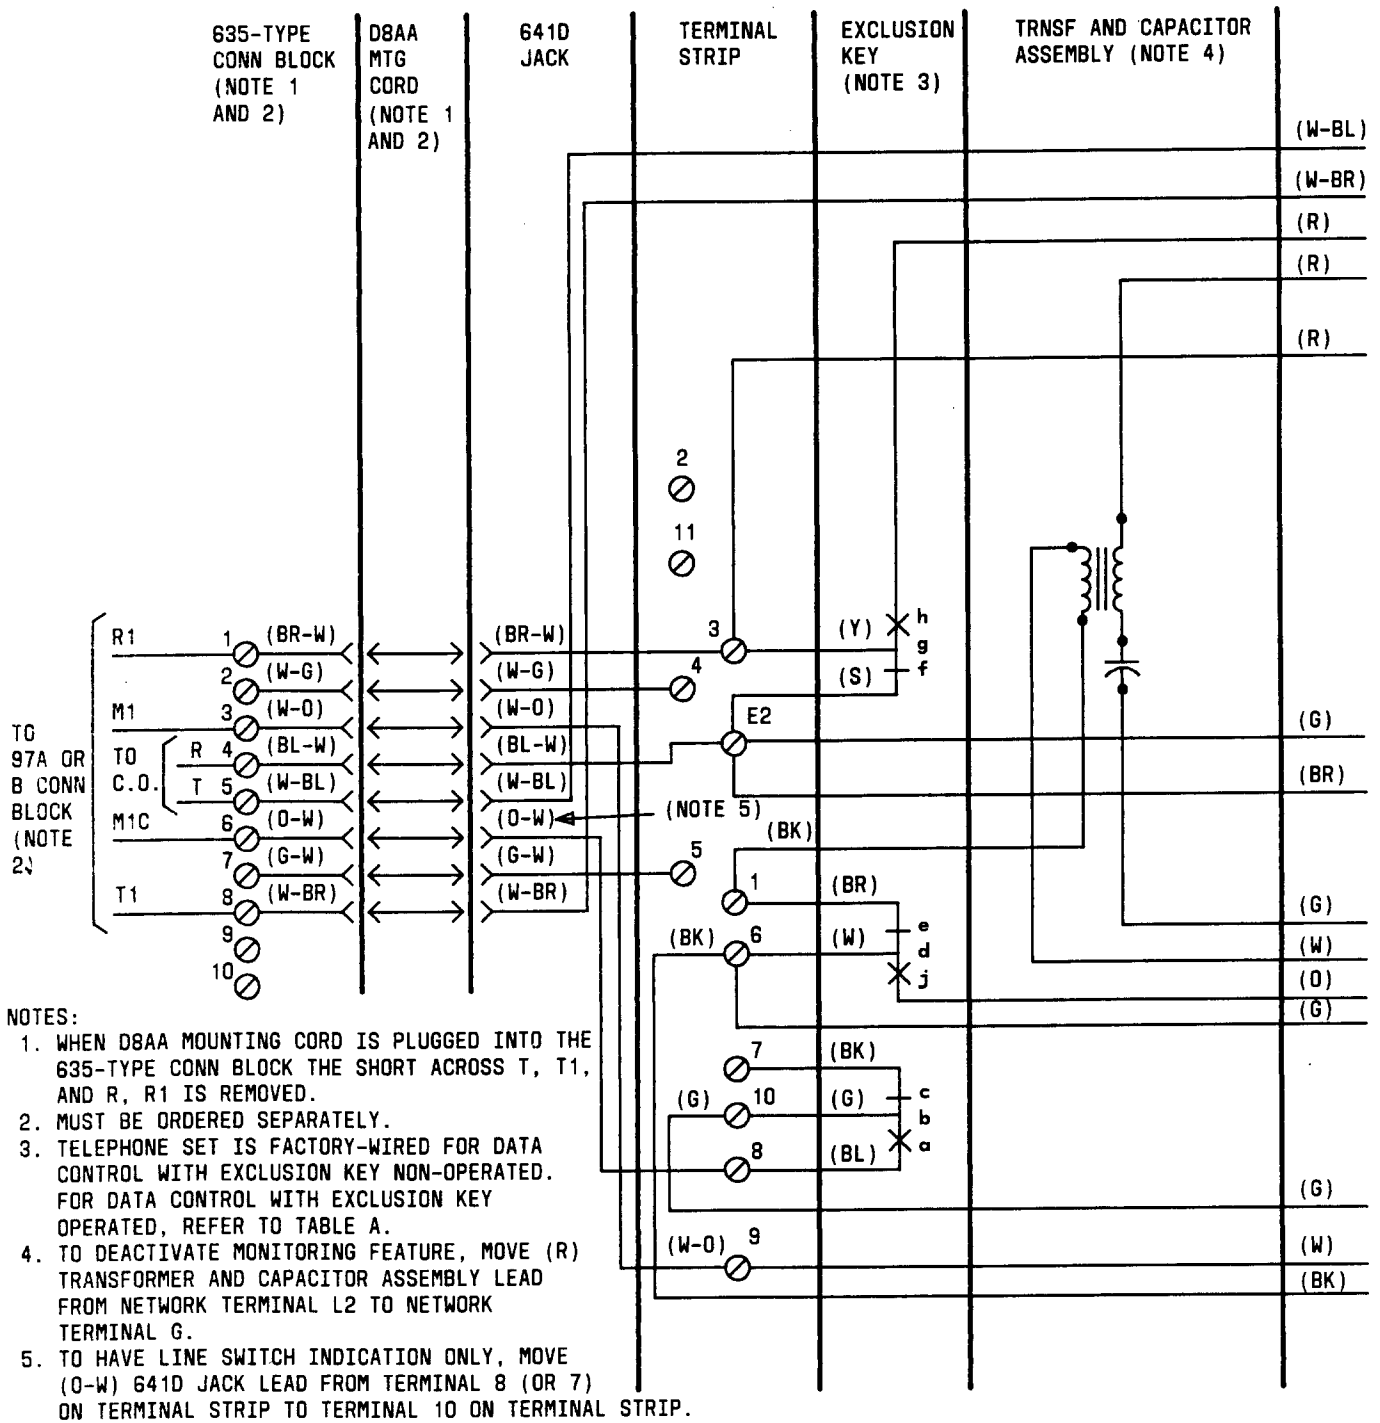 635-TYPE
CONN BLOCK
(NOTE 1
AND 2)
D8AA
MTG
CORD
(NOTE 1
AND 2)
641D
JACK
TERMINAL
STRIP
EXCLUSION
KEY
(NOTE 3)
TRNSF AND CAPACITOR
ASSEMBLY (NOTE 4)
(W-BL)
(W-BR)
(R)
(R)
(R)
2
11
TO
97A OR
B CONN
BLOCK
(NOTE
2)
R1
M1
TO
C.O.
R
T
M1C
T1
1
2
3
4
5
6
7
8
9
10
(BR-W)
(W-G)
(W-O)
(BL-W)
(W-BL)
(O-W)
(G-W)
(W-BR)
(BR-W)
(W-G)
(W-O)
(BL-W)
(W-BL)
(O-W)
(G-W)
(W-BR)
(NOTE 5)
3
4
E2
5
1
(BK) 6
7
(G) 10
8
(W-O) 9
(Y)
(S)
h
g
f
(BK)
(BR)
(W)
e
d
j
(BK)
(G)
(BL)
c
b
a
(G)
(BR)
(G)
(W)
(O)
(G)
(G)
(W)
(BK)
NOTES:
1. WHEN D8AA MOUNTING CORD IS PLUGGED INTO THE
635-TYPE CONN BLOCK THE SHORT ACROSS T, T1,
AND R, R1 IS REMOVED.
2. MUST BE ORDERED SEPARATELY.
3. TELEPHONE SET IS FACTORY-WIRED FOR DATA
CONTROL WITH EXCLUSION KEY NON-OPERATED.
FOR DATA CONTROL WITH EXCLUSION KEY
OPERATED, REFER TO TABLE A.
4. TO DEACTIVATE MONITORING FEATURE, MOVE (R)
TRANSFORMER AND CAPACITOR ASSEMBLY LEAD
FROM NETWORK TERMINAL L2 TO NETWORK
TERMINAL G.
5. TO HAVE LINE SWITCH INDICATION ONLY, MOVE
(O-W) 641D JACK LEAD FROM TERMINAL 8 (OR 7)
ON TERMINAL STRIP TO TERMINAL 10 ON TERMINAL STRIP.